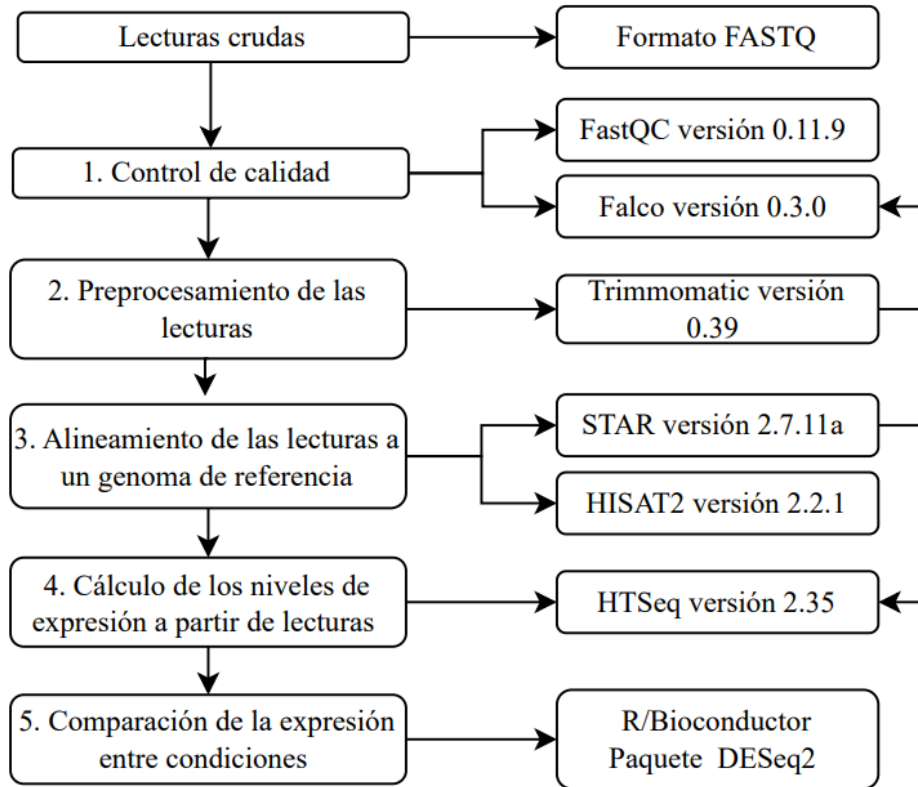 Lecturas crudas
Formato FASTQ
1. Control de calidad
FastQC versión 0.11.9
Falco versión 0.3.0
2. Preprocesamiento de las
lecturas
Trimmomatic versión
0.39
3. Alineamiento de las lecturas a
un genoma de referencia
STAR versión 2.7.11a
HISAT2 versión 2.2.1
4. Cálculo de los niveles de
expresión a partir de lecturas
HTSeq versión 2.35
5. Comparación de la expresión
entre condiciones
R/Bioconductor
Paquete DESeq2